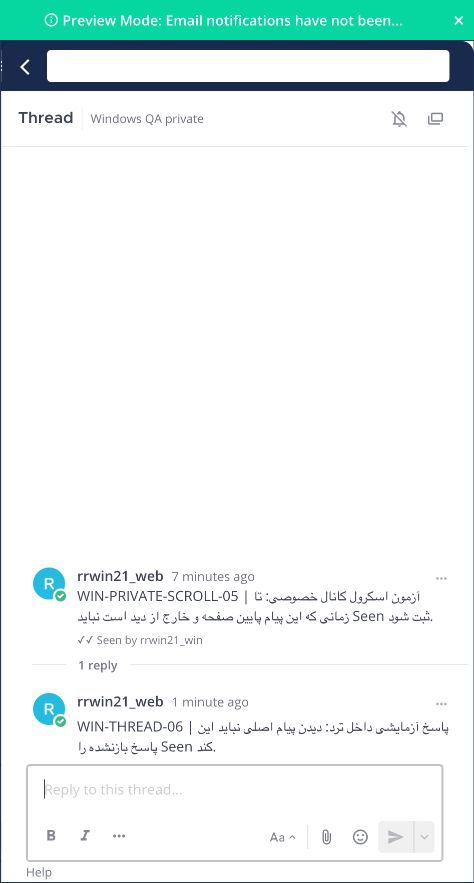 Preview Mode: Email notifications have not been...
Thread
Windows QA private
R
rrwin21_web 7 minutes ago
WIN-PRIVATE-SCROLL-05 | آزمون اسکرول کانال خصوصی: تا
زمانی که این پیام پایین صفحه و خارج از دید است نباید Seen ثبت شود.
✓✓ Seen by rrwin21_win
1 reply
R
rrwin21_web 1 minute ago
WIN-THREAD-06 | پاسخ آزمایشی داخل ترد: دیدن پیام اصلی نباید این
پاسخ بازنشده را Seen کند.
Reply to this thread...
B I ... Aa
Help